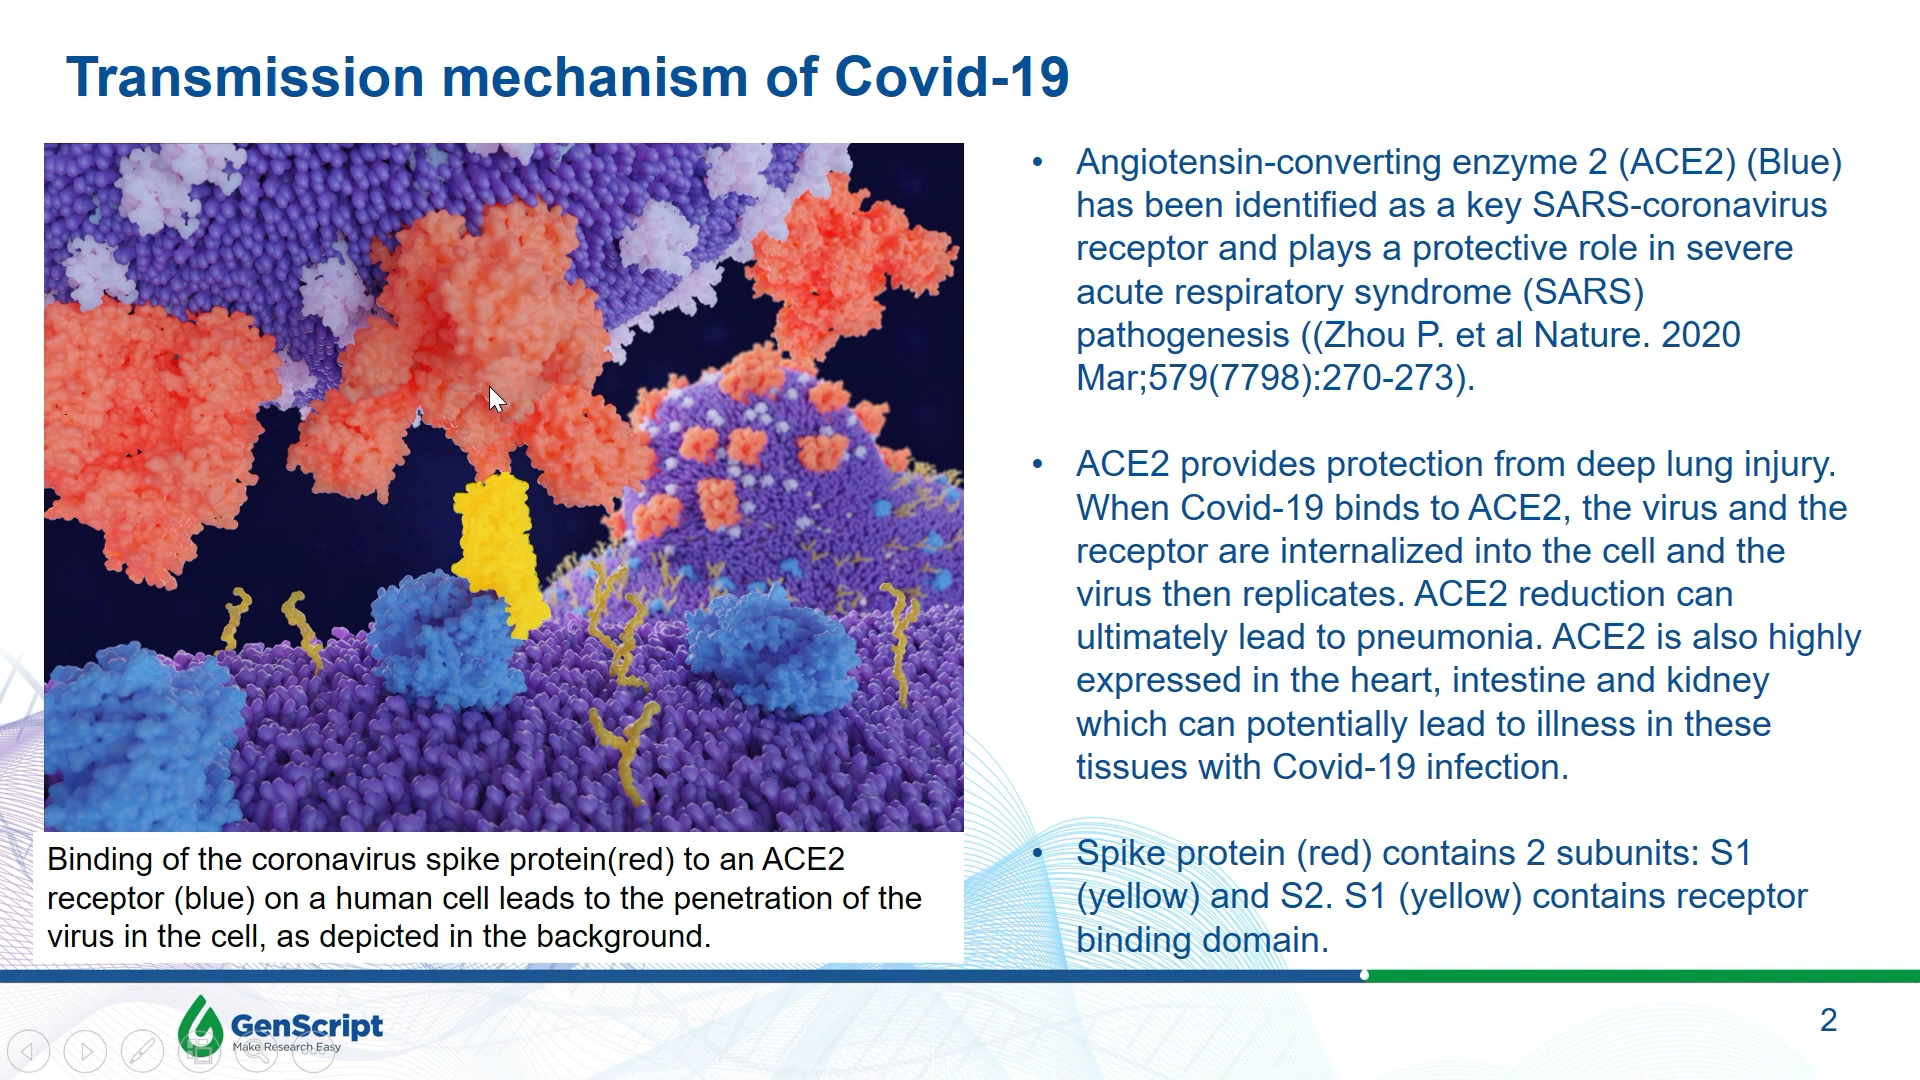 Transmission mechanism of Covid-19
• Angiotensin-converting enzyme 2 (ACE2) (Blue)
has been identified as a key SARS-coronavirus
receptor and plays a protective role in severe
acute respiratory syndrome (SARS)
pathogenesis ((Zhou P. et al Nature. 2020
Mar;579(7798):270-273).
• ACE2 provides protection from deep lung injury.
When Covid-19 binds to ACE2, the virus and the
receptor are internalized into the cell and the
virus then replicates. ACE2 reduction can
ultimately lead to pneumonia. ACE2 is also highly
expressed in the heart, intestine and kidney
which can potentially lead to illness in these
tissues with Covid-19 infection.
• Spike protein (red) contains 2 subunits: S1
(yellow) and S2. S1 (yellow) contains receptor
binding domain.
Binding of the coronavirus spike protein(red) to an ACE2
receptor (blue) on a human cell leads to the penetration of the
virus in the cell, as depicted in the background.
GenScript
Make Research Easy
2